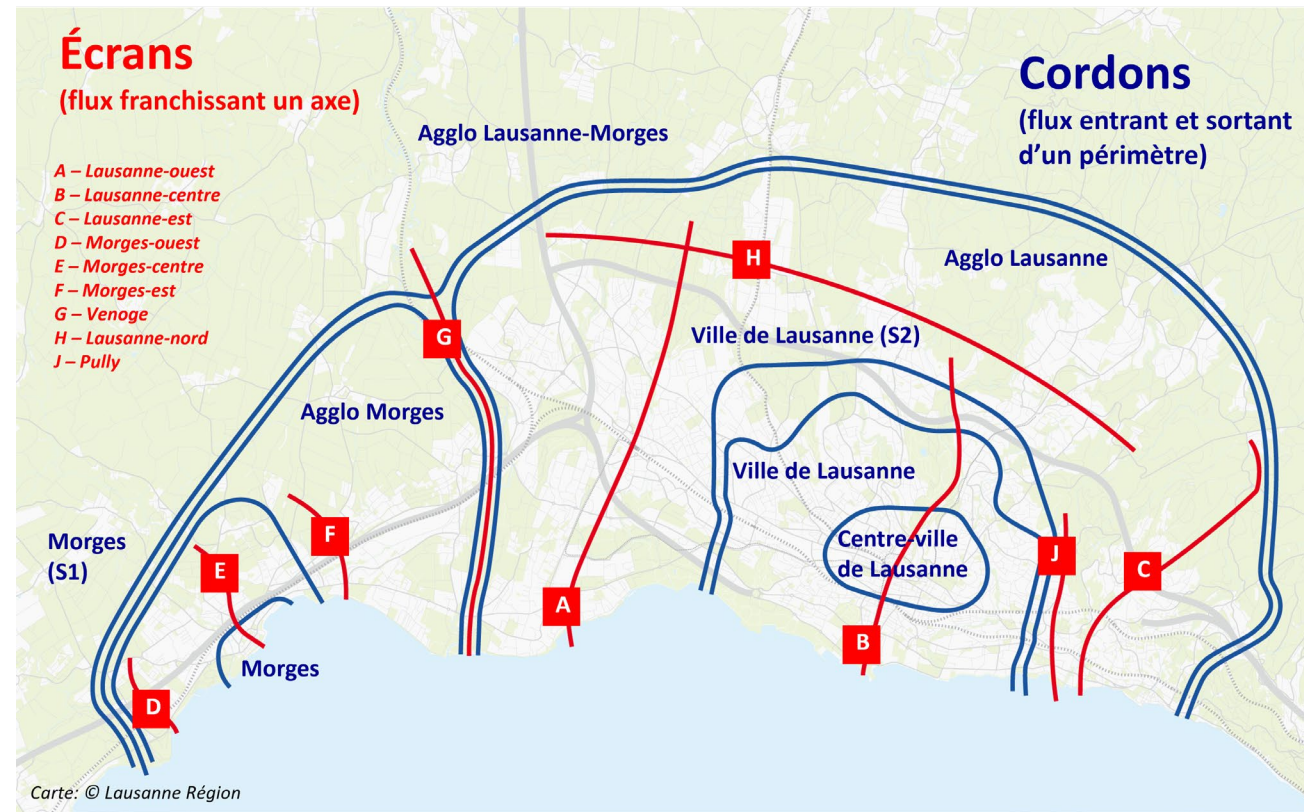 Écrans
(flux franchissant un axe)
A – Lausanne-ouest
B – Lausanne-centre
C – Lausanne-est
D – Morges-ouest
E – Morges-centre
F – Morges-est
G – Venoge
H – Lausanne-nord
J – Pully
Cordons
(flux entrant et sortant
d’un périmètre)
Agglo Lausanne-Morges
Agglo Lausanne
H
G
Ville de Lausanne (S2)
Agglo Morges
Ville de Lausanne
F
Morges
(S1)
E
Centre-ville
de Lausanne
J
C
A
B
Morges
D
Carte: © Lausanne Région